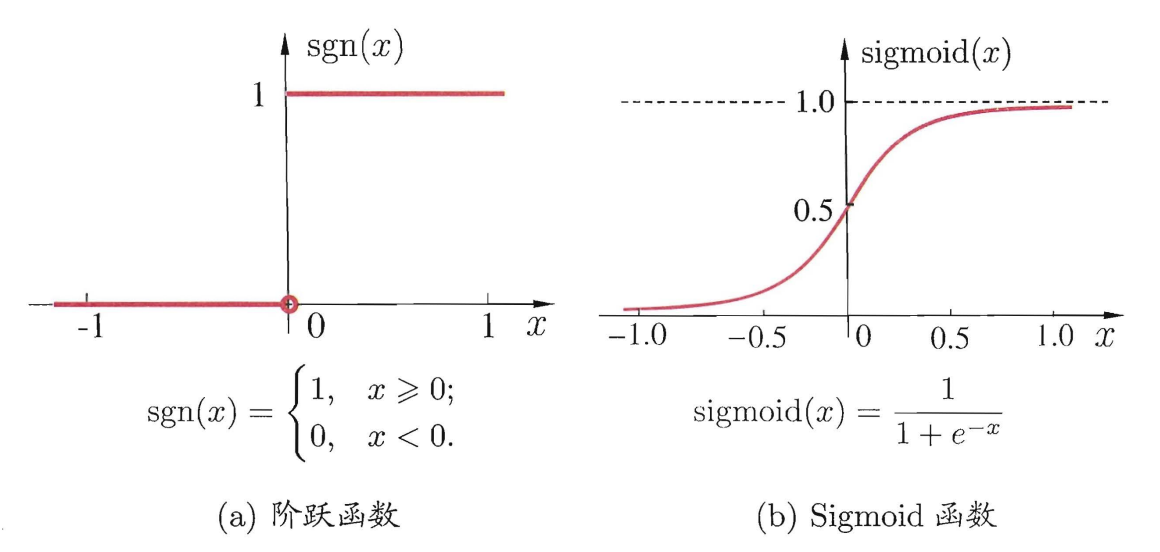 sgn(x)
1
-1
0
1
x
sgn(x) = {1, x ⩾ 0;
0, x < 0.
(a) 阶跃函数
sigmoid(x)
1.0
0.5
−1.0
−0.5
0
0.5
1.0
x
sigmoid(x) = 1 / (1 + e^{−x})
(b) Sigmoid 函数